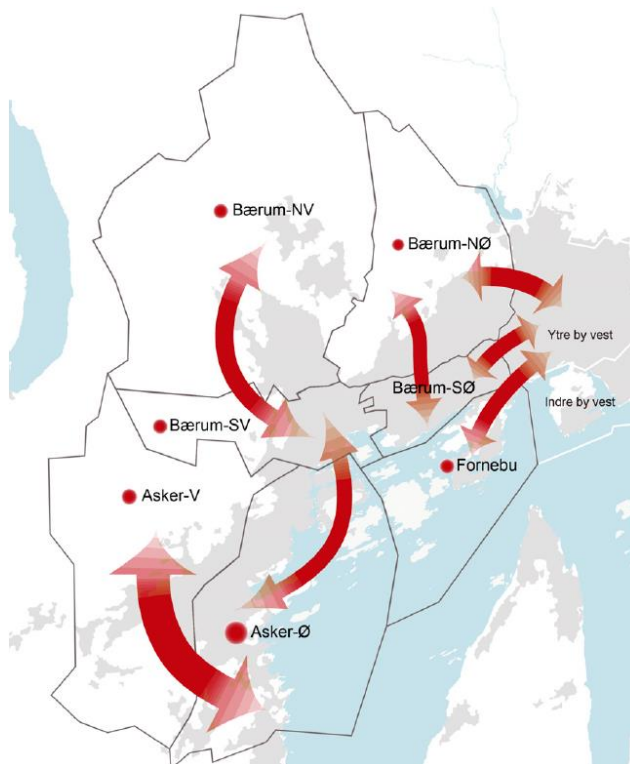 Bærum-NV
Bærum-NØ
Ytre by vest
Bærum-SØ
Indre by vest
Bærum-SV
Fornebu
Asker-V
Asker-Ø